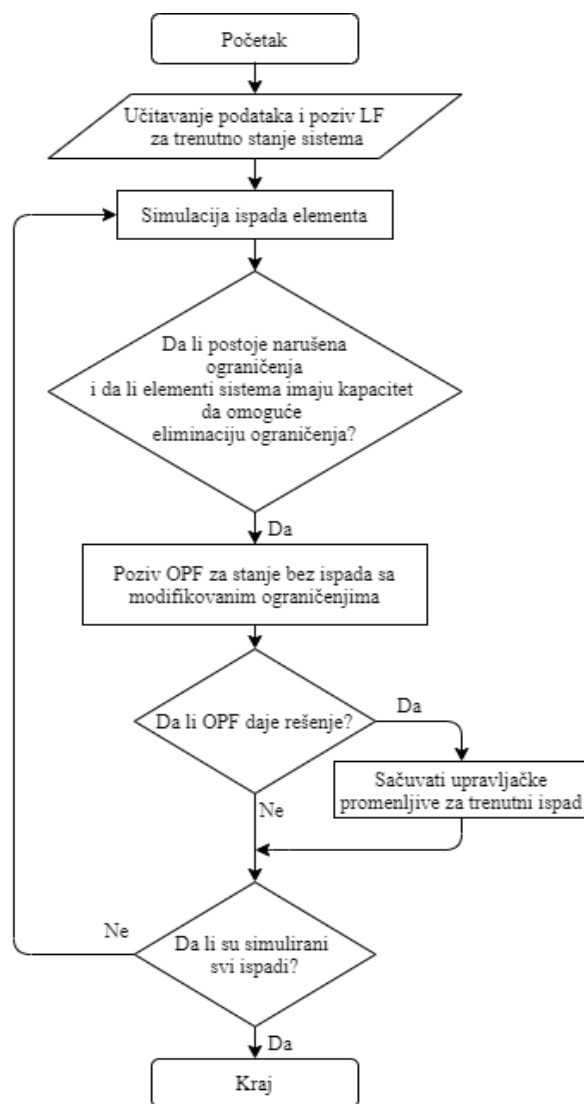 Početak
Učitavanje podataka i poziv LF
za trenutno stanje sistema
Simulacija ispada elementa
Da li postoje narušena
ograničenja
i da li elementi sistema imaju kapacitet
da omoguće
eliminaciju ograničenja?
Da
Poziv OPF za stanje bez ispada sa
modifikovanim ograničenjima
Da li OPF daje rešenje?
Da
Sačuvati upravljačke
promenljive za trenutni ispad
Ne
Da li su simulirani
svi ispadi?
Ne
Da
Kraj